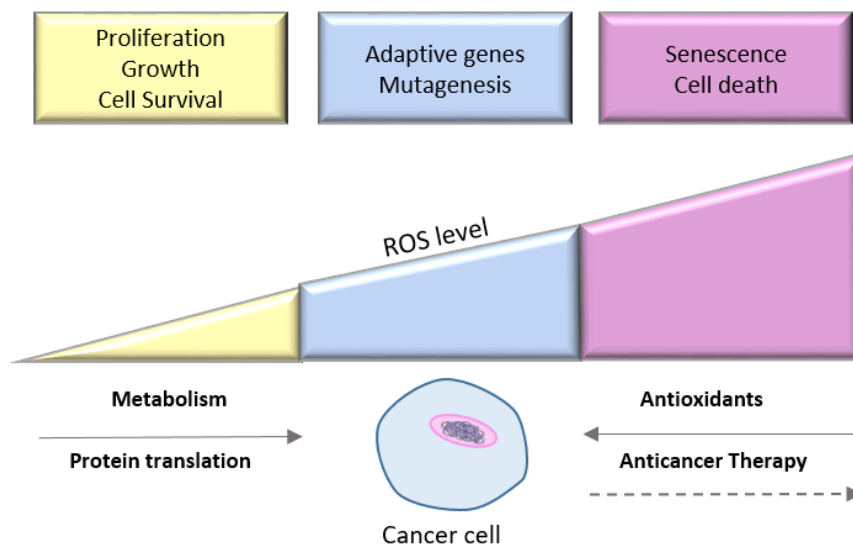 Proliferation
Growth
Cell Survival
Adaptive genes
Mutagenesis
Senescence
Cell death
ROS level
Metabolism
Protein translation
Antioxidants
Anticancer Therapy
Cancer cell